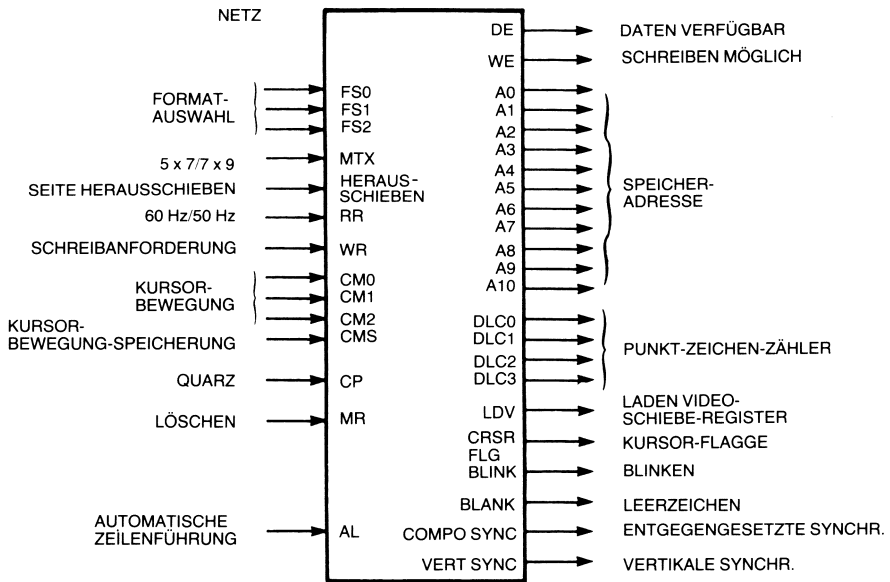 NETZ
FORMAT-
AUSWAHL
5 x 7/7 x 9
SEITE HERAUSSCHIEBEN
60 Hz/50 Hz
SCHREIBANFORDERUNG
KURSOR-
BEWEGUNG
KURSOR-
BEWEGUNG-SPEICHERUNG
QUARZ
LÖSCHEN
AUTOMATISCHE
ZEILENFÜHRUNG
FS0
FS1
FS2
MTX
HERAUS-
SCHIEBEN
RR
WR
CM0
CM1
CM2
CMS
CP
MR
AL
DE
WE
A0
A1
A2
A3
A4
A5
A6
A7
A8
A9
A10
DLC0
DLC1
DLC2
DLC3
LDV
CRSR
FLG
BLINK
BLANK
COMPO SYNC
VERT SYNC
DATEN VERFÜGBAR
SCHREIBEN MÖGLICH
SPEICHER-
ADRESSE
PUNKT-ZEICHEN-ZÄHLER
LADEN VIDEO-
SCHIEBE-REGISTER
KURSOR-FLAGGE
BLINKEN
LEERZEICHEN
ENTGEGENGESETZTE SYNCHR.
VERTIKALE SYNCHR.